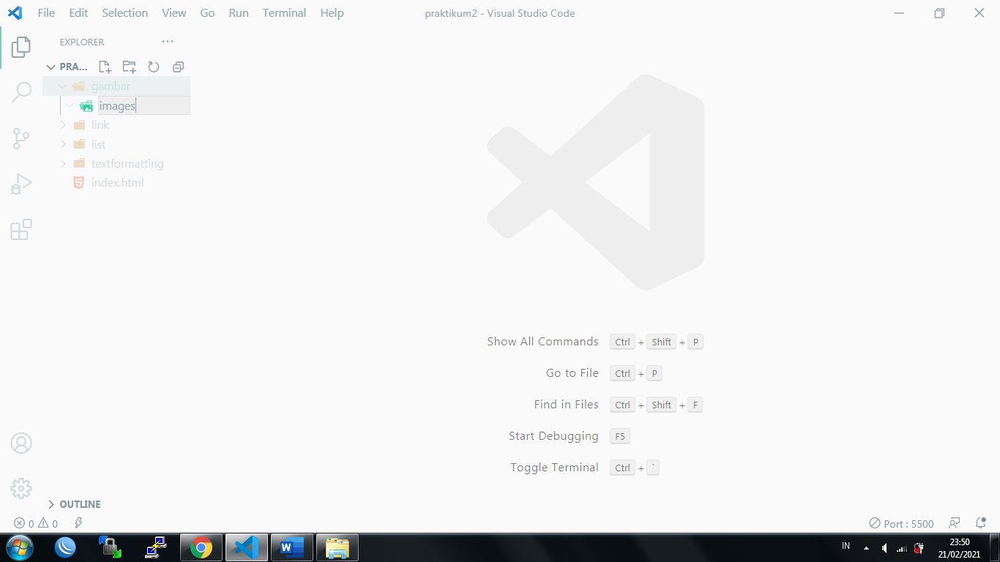 File Edit Selection View Go Run Terminal Help praktikum2 - Visual Studio Code
EXPLORER ...
PRA...
gambar
images
link
list
textformatting
index.html
Show All Commands Ctrl + Shift + P
Go to File Ctrl + P
Find in Files Ctrl + Shift + F
Start Debugging F5
Toggle Terminal Ctrl + `
OUTLINE
0 0 Port : 5500
W IN 23:50
21/02/2021